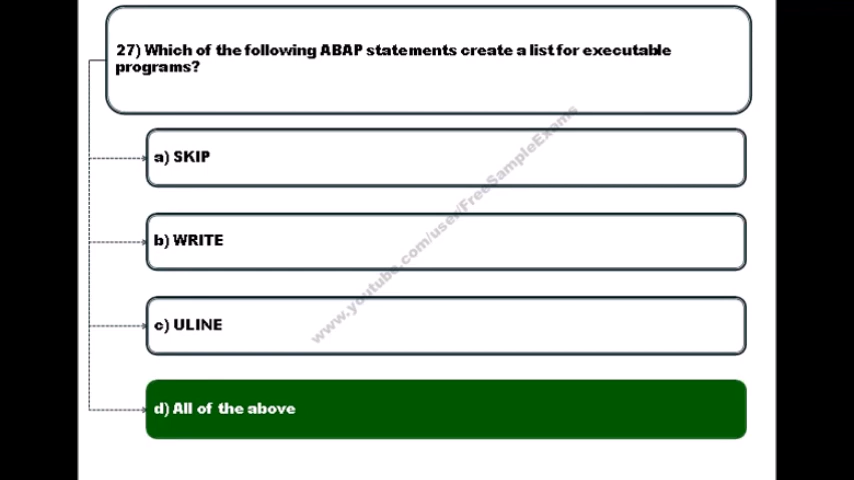 27) Which of the following ABAP statements create a list for executable
programs?
a) SKIP
b) WRITE
c) ULINE
d) All of the above
www.youtube.com/user/FreeSampleExams